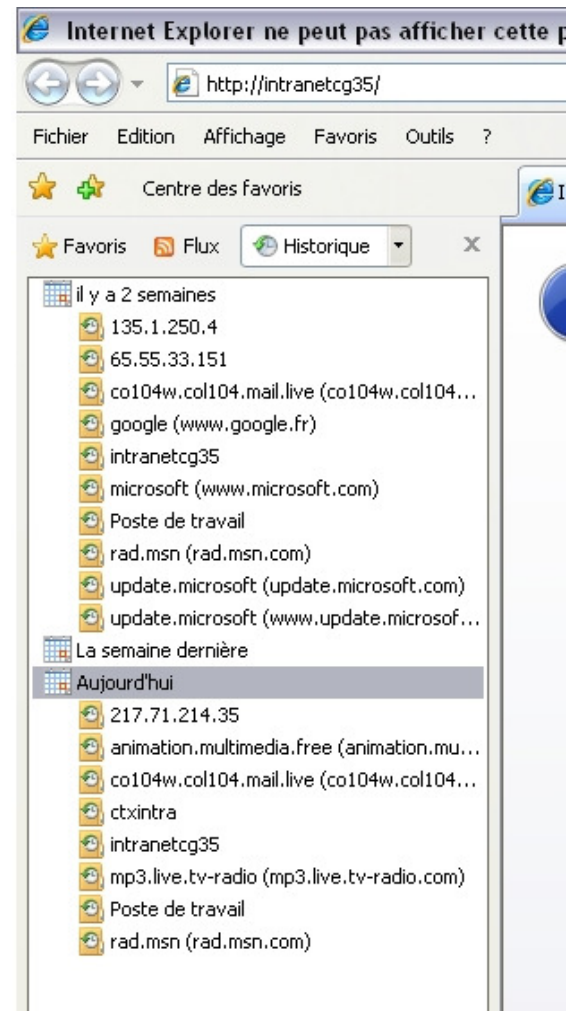 Internet Explorer ne peut pas afficher cette p
http://intranetcg35/
Fichier Edition Affichage Favoris Outils ?
Centre des favoris
I
Favoris Flux Historique
il y a 2 semaines
135.1.250.4
65.55.33.151
co104w.col104.mail.live (co104w.col104...
google (www.google.fr)
intranetcg35
microsoft (www.microsoft.com)
Poste de travail
rad.msn (rad.msn.com)
update.microsoft (update.microsoft.com)
update.microsoft (www.update.microsof...
La semaine dernière
Aujourd'hui
217.71.214.35
animation.multimedia.free (animation.mu...
co104w.col104.mail.live (co104w.col104...
ctxintra
intranetcg35
mp3.live.tv-radio (mp3.live.tv-radio.com)
Poste de travail
rad.msn (rad.msn.com)